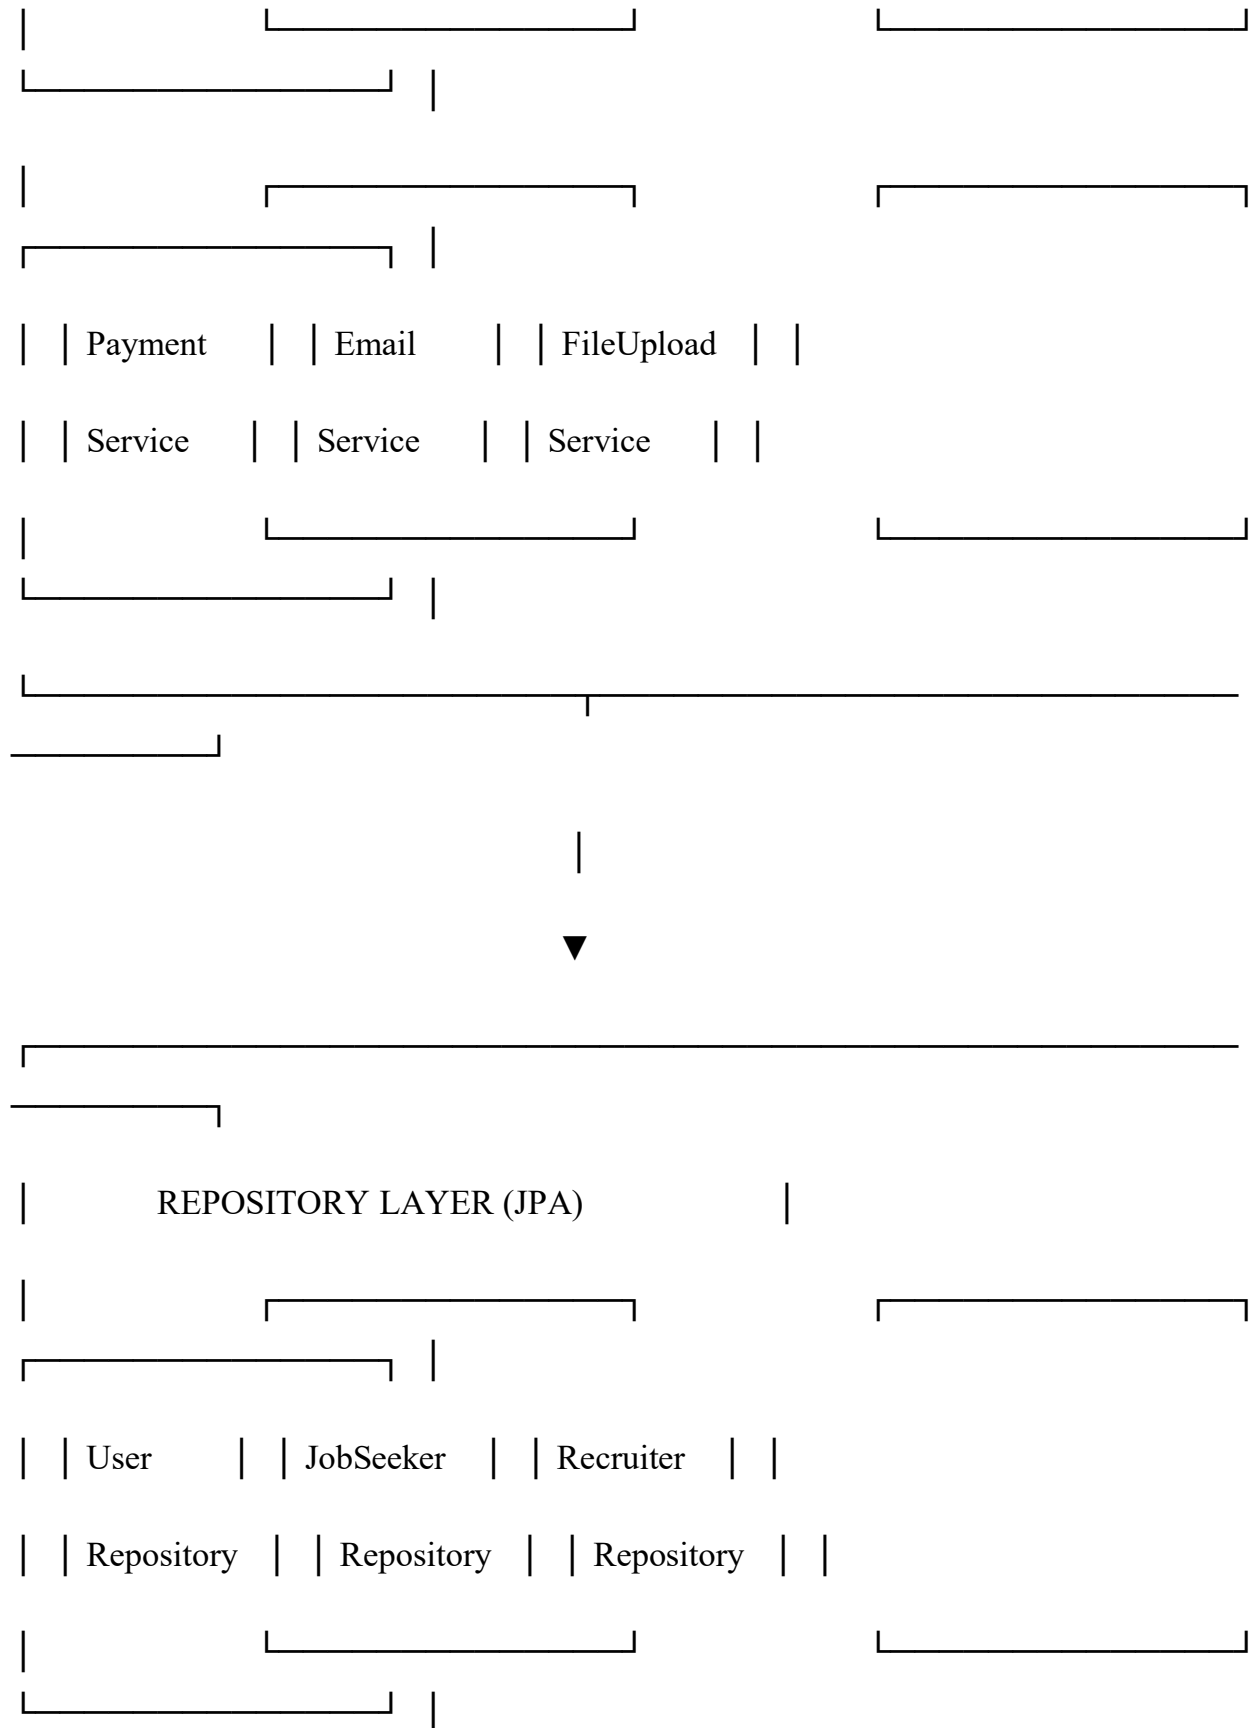 │ └───────────────┘ └───────────────┘
└───────────────┘ │
│ ┌───────────────┐ ┌───────────────┐
┌───────────────┐ │
│ │ Payment │ │ Email │ │ FileUpload │ │
│ │ Service │ │ Service │ │ Service │ │
│ └───────────────┘ └───────────────┘
└───────────────┘ │
└───────────────────────┬──────────────────────────
─────────┘
│
▼
┌──────────────────────────────────────────────────
─────────┐
│ REPOSITORY LAYER (JPA) │
│ ┌───────────────┐ ┌───────────────┐
┌───────────────┐ │
│ │ User │ │ JobSeeker │ │ Recruiter │ │
│ │ Repository │ │ Repository │ │ Repository │ │
│ └───────────────┘ └───────────────┘
└───────────────┘ │